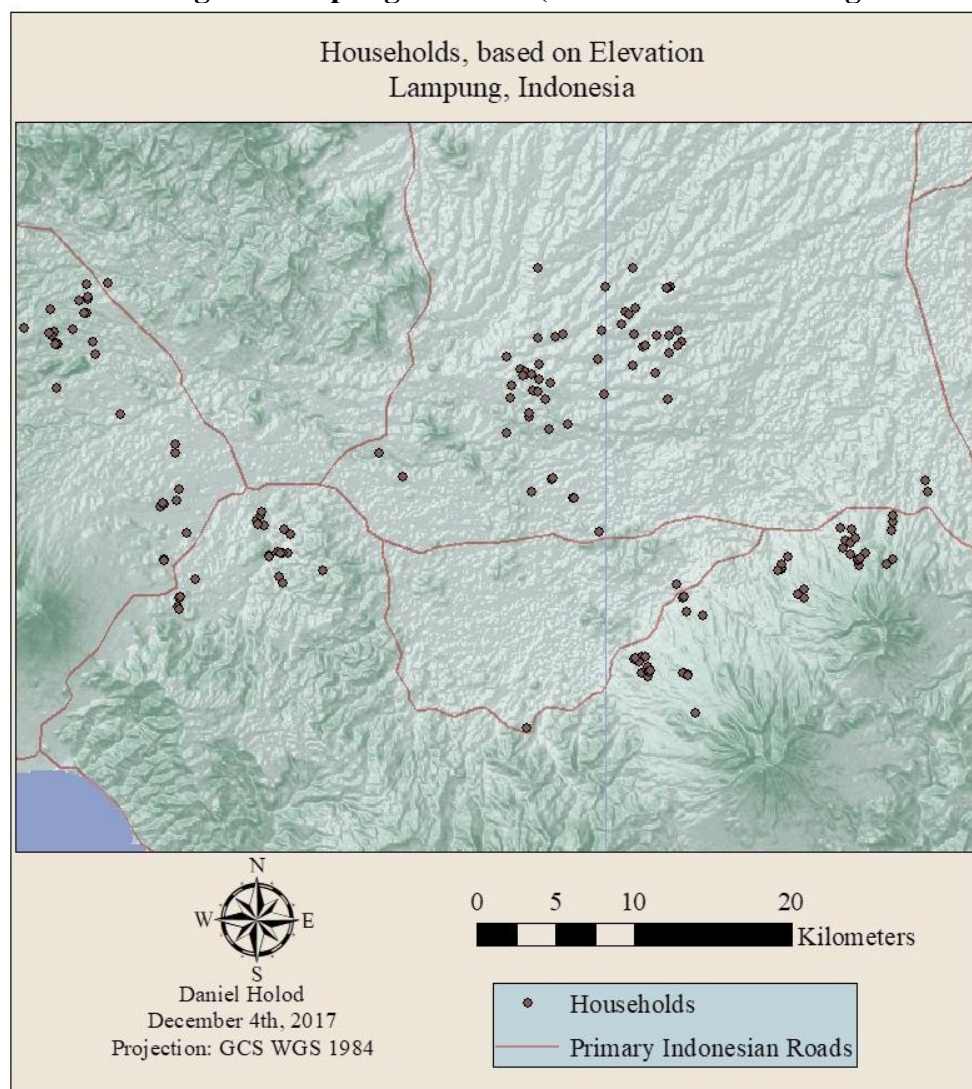 Households, based on Elevation
Lampung, Indonesia
N
W E
S
Daniel Holod
December 4th, 2017
Projection: GCS WGS 1984
0 5 10 20
Kilometers
Households
Primary Indonesian Roads